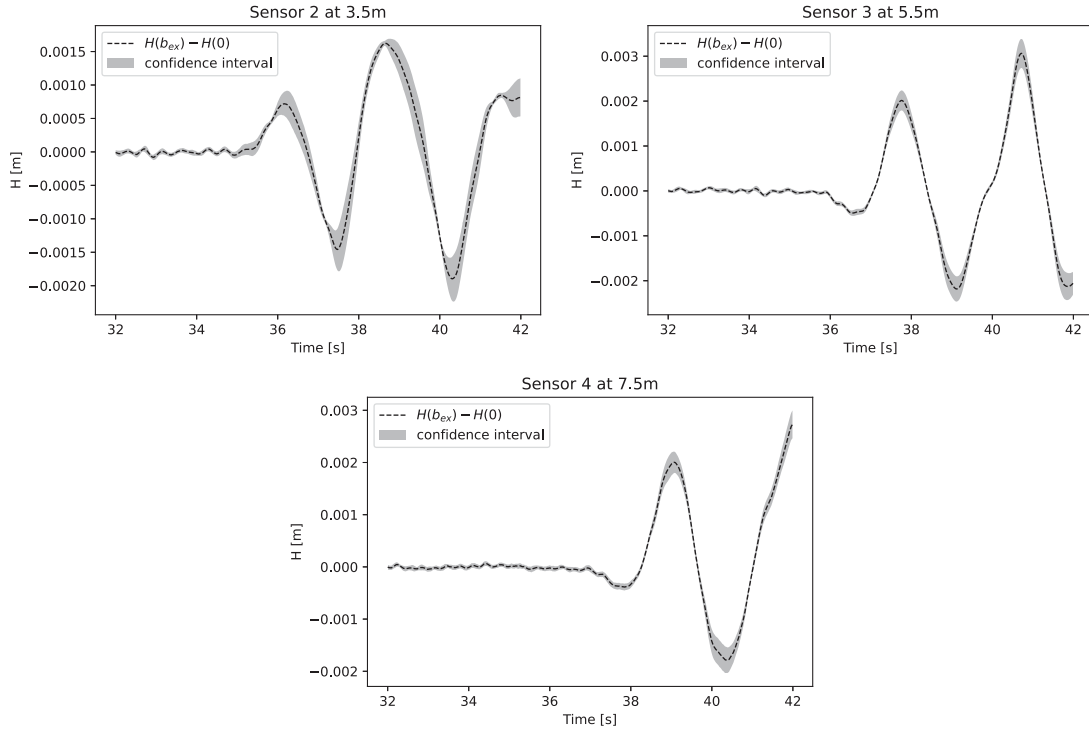 Sensor 2 at 3.5m
H(b_ex) − H(0)
confidence interval
0.0015
0.0010
0.0005
0.0000
−0.0005
−0.0010
−0.0015
−0.0020
H [m]
32 34 36 38 40 42
Time [s]
Sensor 3 at 5.5m
H(b_ex) − H(0)
confidence interval
0.003
0.002
0.001
0.000
−0.001
−0.002
H [m]
32 34 36 38 40 42
Time [s]
Sensor 4 at 7.5m
H(b_ex) − H(0)
confidence interval
0.003
0.002
0.001
0.000
−0.001
−0.002
H [m]
32 34 36 38 40 42
Time [s]